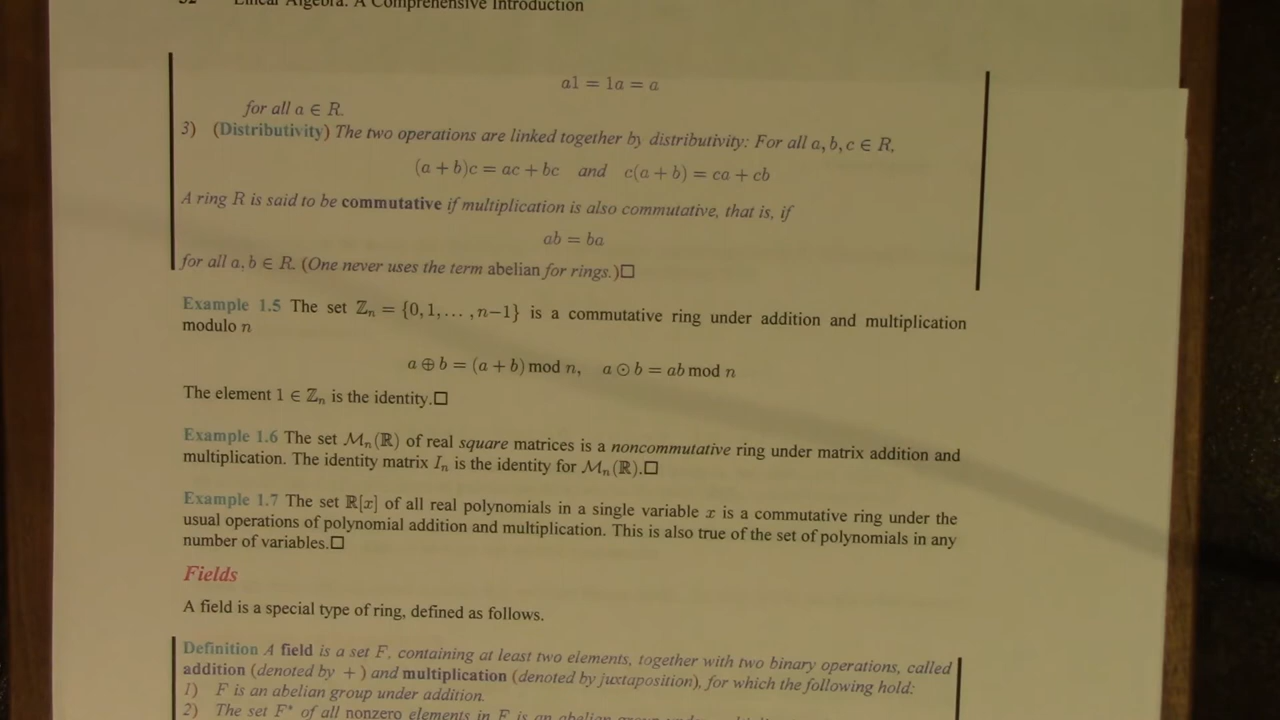 Linear Algebra: A Comprehensive Introduction
a1 = 1a = a
for all a ∈ R.
3) (Distributivity) The two operations are linked together by distributivity: For all a, b, c ∈ R,
(a + b)c = ac + bc and c(a + b) = ca + cb
A ring R is said to be commutative if multiplication is also commutative, that is, if
ab = ba
for all a, b ∈ R. (One never uses the term abelian for rings.)□
Example 1.5 The set ℤₙ = {0, 1, … , n−1} is a commutative ring under addition and multiplication
modulo n
a ⊕ b = (a + b) mod n, a ⊙ b = ab mod n
The element 1 ∈ ℤₙ is the identity.□
Example 1.6 The set ℳₙ(ℝ) of real square matrices is a noncommutative ring under matrix addition and
multiplication. The identity matrix Iₙ is the identity for ℳₙ(ℝ).□
Example 1.7 The set ℝ[x] of all real polynomials in a single variable x is a commutative ring under the
usual operations of polynomial addition and multiplication. This is also true of the set of polynomials in any
number of variables.□
Fields
A field is a special type of ring, defined as follows.
Definition A field is a set F, containing at least two elements, together with two binary operations, called
addition (denoted by + ) and multiplication (denoted by juxtaposition), for which the following hold:
1) F is an abelian group under addition.
2) The set F* of all nonzero elements in F is an abelian group